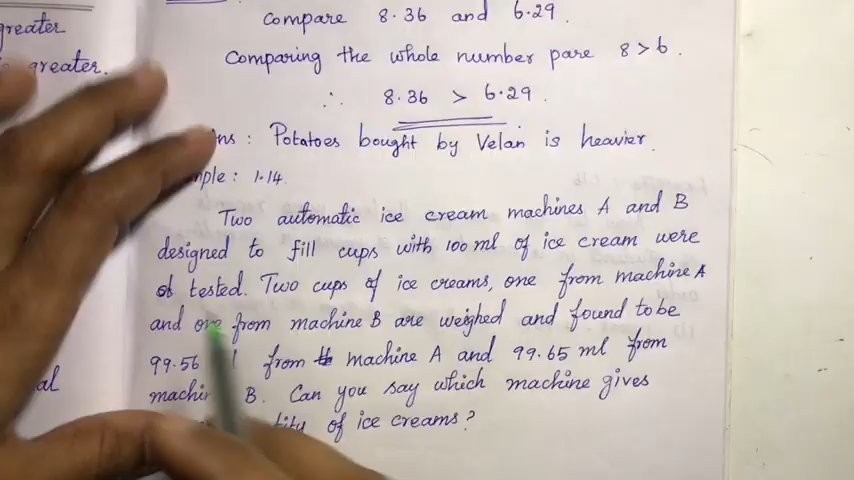 greater
greater.
al
Compare 8.36 and 6.29.
Comparing the whole number pare 8 > 6.
∴ 8.36 > 6.29.
: Potatoes bought by Velan is heavier.
: 1.14.
Two automatic ice cream machines A and B
designed to fill cups with 100 ml of ice cream were
tested. Two cups of ice creams, one from machine A
and one from machine B are weighed and found to be
99.56 from machine A and 99.65 ml from
B. Can you say which machine gives
of ice creams?